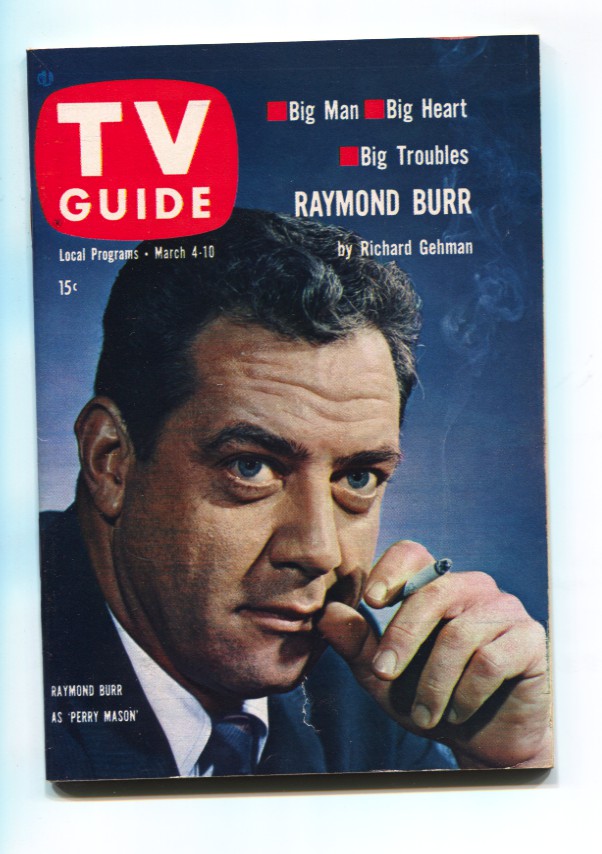 TV
GUIDE
Local Programs • March 4-10
15¢
Big Man Big Heart
Big Troubles
RAYMOND BURR
by Richard Gehman
RAYMOND BURR
AS 'PERRY MASON'